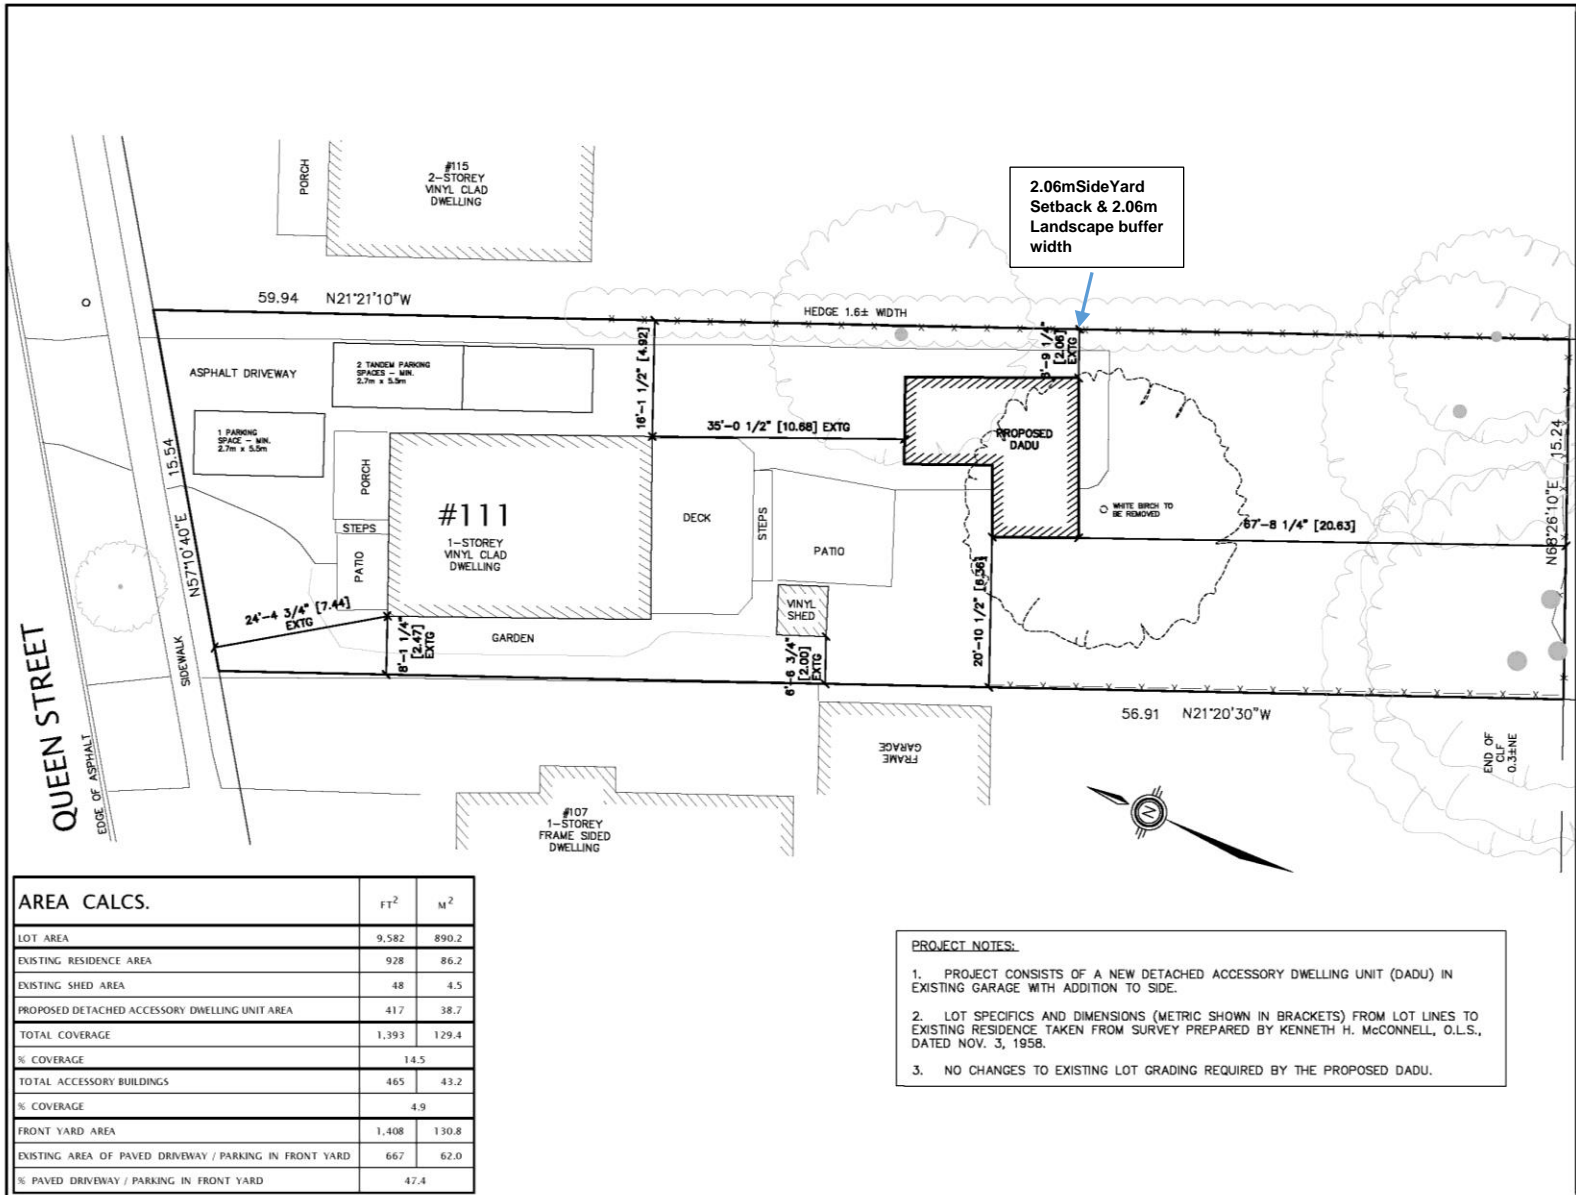 #115
2-STOREY
VINYL CLAD
DWELLING
PORCH
2.06mSideYard
Setback & 2.06m
Landscape buffer
width
59.94 N21°21'10"W
HEDGE 1.6± WIDTH
ASPHALT DRIVEWAY
2 TANDEM PARKING
SPACES - MIN.
2.7m x 5.5m
1 PARKING
SPACE - MIN.
2.7m x 5.5m
16'-1 1/2" [4.92]
6'-9 1/4"
[2.06]
EXTG
35'-0 1/2" [10.68] EXTG
PROPOSED
DADU
N57°10'40"E 15.54
PORCH
STEPS
PATIO
#111
1-STOREY
VINYL CLAD
DWELLING
DECK
STEPS
PATIO
WHITE BIRCH TO
BE REMOVED
67'-8 1/4" [20.63]
N68°26'10"E 15.24
24'-4 3/4" [7.44]
EXTG
8'-1 1/4"
[2.47]
EXTG
GARDEN
VINYL
SHED
6'-6 3/4"
[2.00]
EXTG
20'-10 1/2" [6.36]
56.91 N21°20'30"W
QUEEN STREET
EDGE OF ASPHALT
SIDEWALK
FRAME
GARAGE
#107
1-STOREY
FRAME SIDED
DWELLING
END OF
CLF
0.3±NE
N
AREA CALCS. FT2 M2
LOT AREA 9,582 890.2
EXISTING RESIDENCE AREA 928 86.2
EXISTING SHED AREA 48 4.5
PROPOSED DETACHED ACCESSORY DWELLING UNIT AREA 417 38.7
TOTAL COVERAGE 1,393 129.4
% COVERAGE 14.5
TOTAL ACCESSORY BUILDINGS 465 43.2
% COVERAGE 4.9
FRONT YARD AREA 1,408 130.8
EXISTING AREA OF PAVED DRIVEWAY / PARKING IN FRONT YARD 667 62.0
% PAVED DRIVEWAY / PARKING IN FRONT YARD 47.4
PROJECT NOTES:
1. PROJECT CONSISTS OF A NEW DETACHED ACCESSORY DWELLING UNIT (DADU) IN
EXISTING GARAGE WITH ADDITION TO SIDE.
2. LOT SPECIFICS AND DIMENSIONS (METRIC SHOWN IN BRACKETS) FROM LOT LINES TO
EXISTING RESIDENCE TAKEN FROM SURVEY PREPARED BY KENNETH H. McCONNELL, O.L.S.,
DATED NOV. 3, 1958.
3. NO CHANGES TO EXISTING LOT GRADING REQUIRED BY THE PROPOSED DADU.